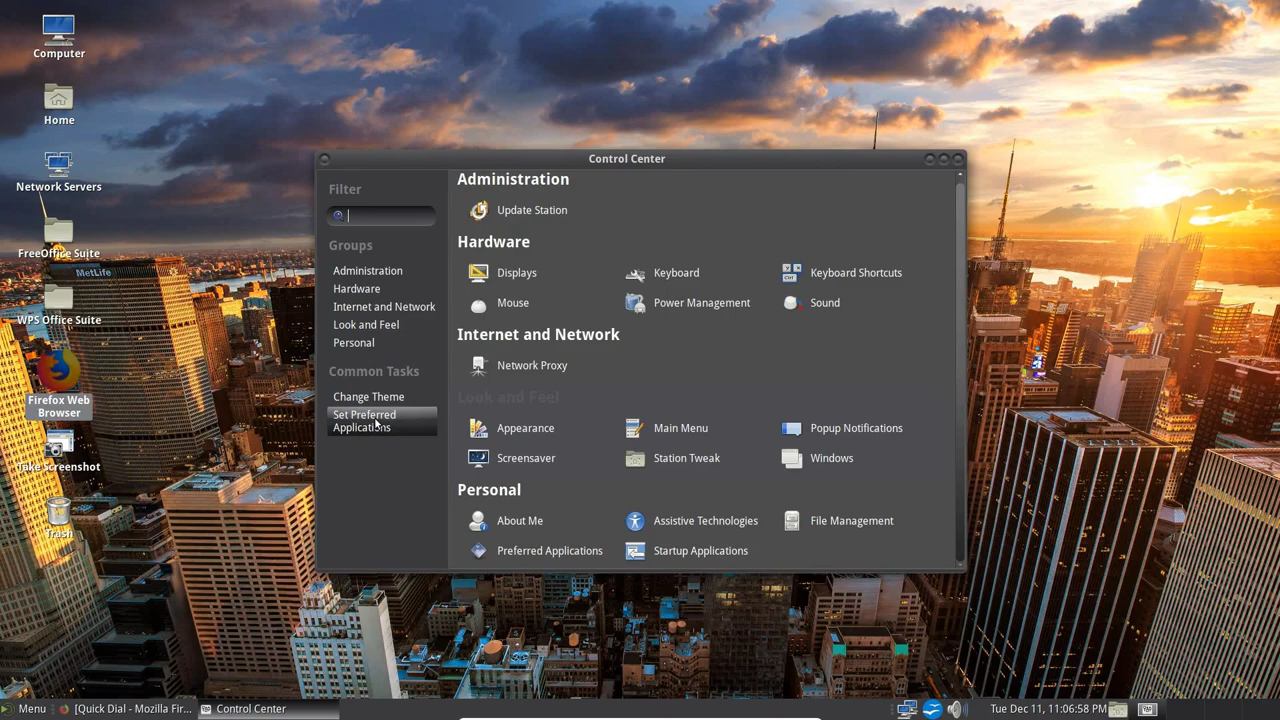 Computer
Home
Network Servers
FreeOffice Suite
MetLife
WPS Office Suite
Firefox Web
Browser
Take Screenshot
Trash
Control Center
Filter
Groups
Administration
Hardware
Internet and Network
Look and Feel
Personal
Common Tasks
Change Theme
Set Preferred
Applications
Administration
Update Station
Hardware
Displays
Keyboard
Keyboard Shortcuts
Mouse
Power Management
Sound
Internet and Network
Network Proxy
Look and Feel
Appearance
Main Menu
Popup Notifications
Screensaver
Station Tweak
Windows
Personal
About Me
Assistive Technologies
File Management
Preferred Applications
Startup Applications
Menu
[Quick Dial - Mozilla Fir...
Control Center
Tue Dec 11, 11:06:58 PM